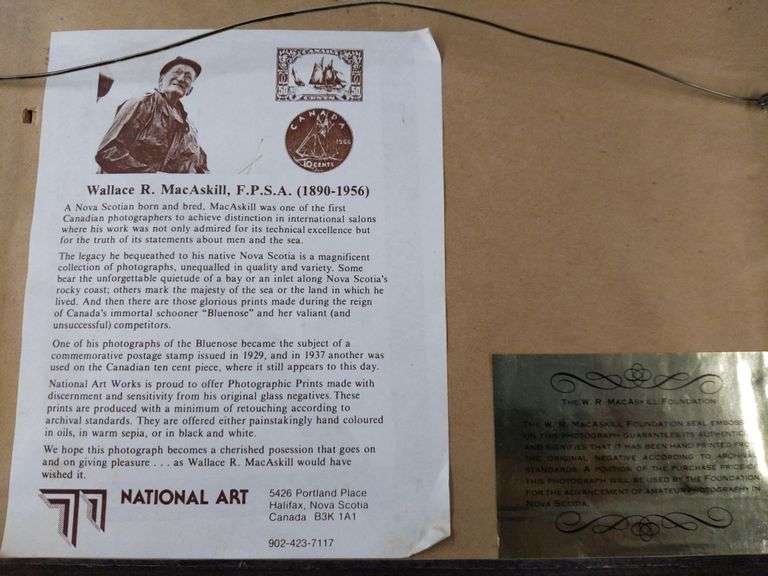 CANADA
50 50
CENTS
CANADA
1966
10 CENTS
Wallace R. MacAskill, F.P.S.A. (1890-1956)
A Nova Scotian born and bred, MacAskill was one of the first
Canadian photographers to achieve distinction in international salons
where his work was not only admired for its technical excellence but
for the truth of its statements about men and the sea.
The legacy he bequeathed to his native Nova Scotia is a magnificent
collection of photographs, unequalled in quality and variety. Some
bear the unforgettable quietude of a bay or an inlet along Nova Scotia's
rocky coast; others mark the majesty of the sea or the land in which he
lived. And then there are those glorious prints made during the reign
of Canada's immortal schooner "Bluenose" and her valiant (and
unsuccessful) competitors.
One of his photographs of the Bluenose became the subject of a
commemorative postage stamp issued in 1929, and in 1937 another was
used on the Canadian ten cent piece, where it still appears to this day.
National Art Works is proud to offer Photographic Prints made with
discernment and sensitivity from his original glass negatives. These
prints are produced with a minimum of retouching according to
archival standards. They are offered either painstakingly hand coloured
in oils, in warm sepia, or in black and white.
We hope this photograph becomes a cherished posession that goes on
and on giving pleasure . . . as Wallace R. MacAskill would have
wished it.
NATIONAL ART
5426 Portland Place
Halifax, Nova Scotia
Canada B3K 1A1
902-423-7117
THE W. R. MACASKILL FOUNDATION
THE W. R. MACASKILL FOUNDATION SEAL EMBOSS
ON THIS PHOTOGRAPH GUARANTEES ITS AUTHENT
AND SIGNIFIES THAT IT HAS BEEN HAND PRINTED FRO
THE ORIGINAL NEGATIVE ACCORDING TO ARCHIVA
STANDARDS. A PORTION OF THE PURCHASE PRICE O
THIS PHOTOGRAPH WILL BE USED BY THE FOUNDATION
FOR THE ADVANCEMENT OF AMATEUR PHOTOGRAPHY IN
NOVA SCOTIA.